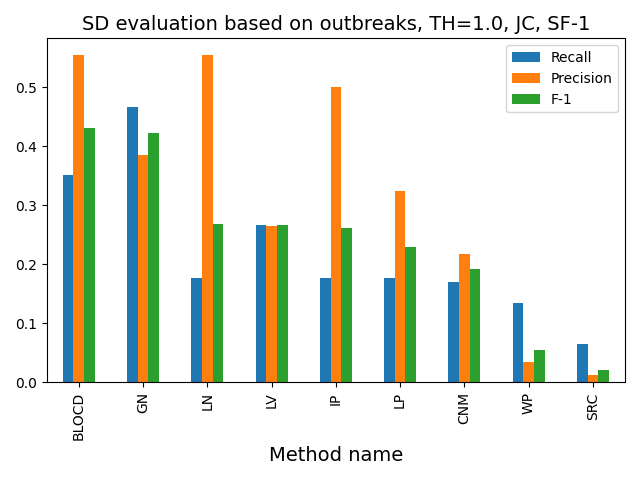 SD evaluation based on outbreaks, TH=1.0, JC, SF-1
Recall
Precision
F-1
0.5
0.4
0.3
0.2
0.1
0.0
BLOCD
GN
LN
LV
IP
LP
CNM
WP
SRC
Method name